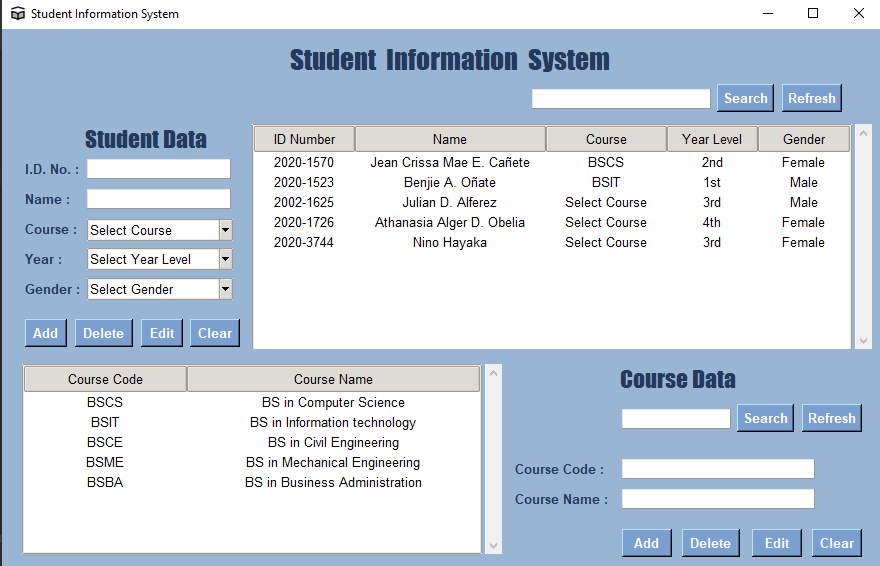 Student Information System
Student Information System
Search Refresh
Student Data
I.D. No. :
Name :
Course : Select Course
Year : Select Year Level
Gender : Select Gender
Add Delete Edit Clear
ID Number Name Course Year Level Gender
2020-1570 Jean Crissa Mae E. Cañete BSCS 2nd Female
2020-1523 Benjie A. Oñate BSIT 1st Male
2002-1625 Julian D. Alferez Select Course 3rd Male
2020-1726 Athanasia Alger D. Obelia Select Course 4th Female
2020-3744 Nino Hayaka Select Course 3rd Female
Course Code Course Name
BSCS BS in Computer Science
BSIT BS in Information technology
BSCE BS in Civil Engineering
BSME BS in Mechanical Engineering
BSBA BS in Business Administration
Course Data
Search Refresh
Course Code :
Course Name :
Add Delete Edit Clear